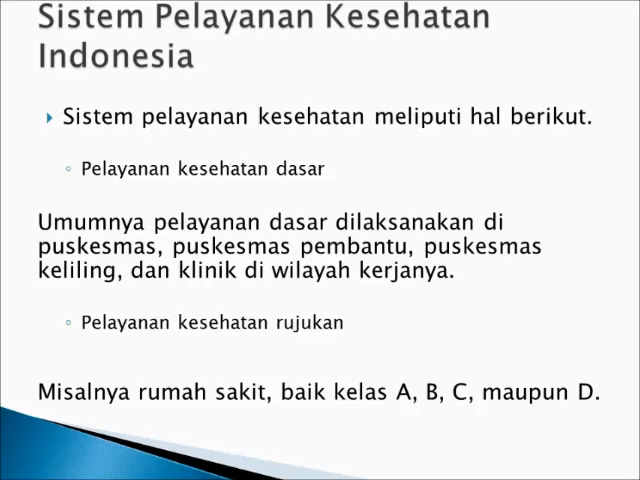 Sistem Pelayanan Kesehatan
Indonesia
Sistem pelayanan kesehatan meliputi hal berikut.
Pelayanan kesehatan dasar
Umumnya pelayanan dasar dilaksanakan di
puskesmas, puskesmas pembantu, puskesmas
keliling, dan klinik di wilayah kerjanya.
Pelayanan kesehatan rujukan
Misalnya rumah sakit, baik kelas A, B, C, maupun D.